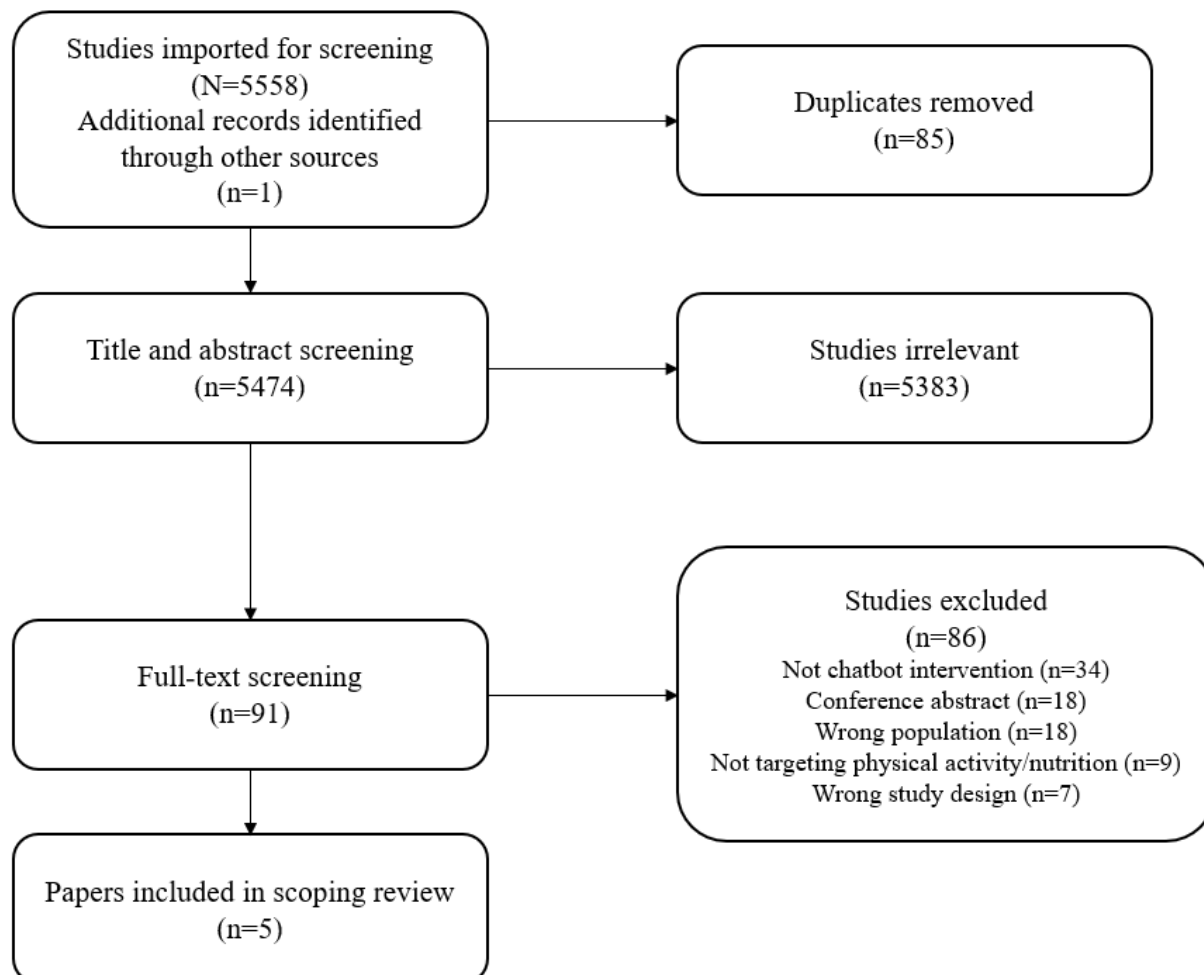 Studies imported for screening
(N=5558)
Additional records identified
through other sources
(n=1)
Duplicates removed
(n=85)
Title and abstract screening
(n=5474)
Studies irrelevant
(n=5383)
Full-text screening
(n=91)
Studies excluded
(n=86)
Not chatbot intervention (n=34)
Conference abstract (n=18)
Wrong population (n=18)
Not targeting physical activity/nutrition (n=9)
Wrong study design (n=7)
Papers included in scoping review
(n=5)